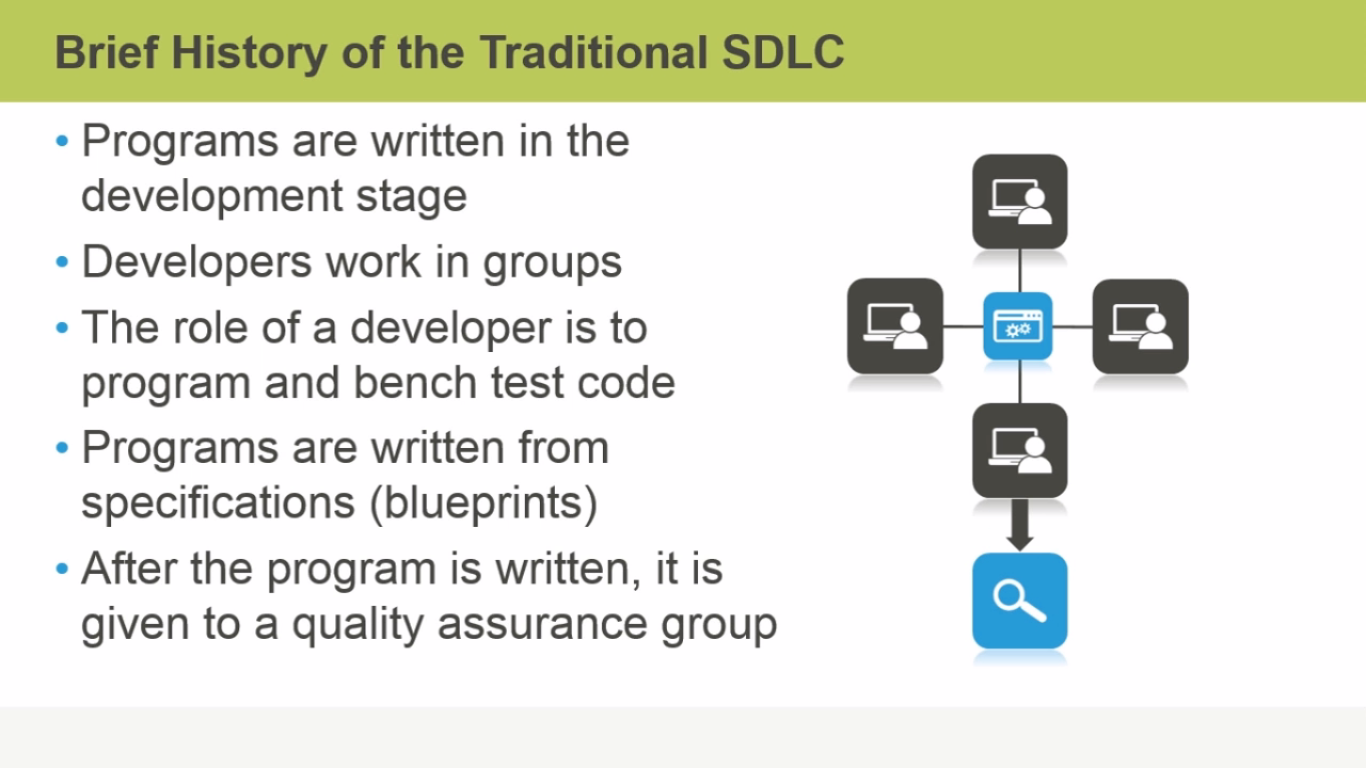 Brief History of the Traditional SDLC
• Programs are written in the
development stage
• Developers work in groups
• The role of a developer is to
program and bench test code
• Programs are written from
specifications (blueprints)
• After the program is written, it is
given to a quality assurance group